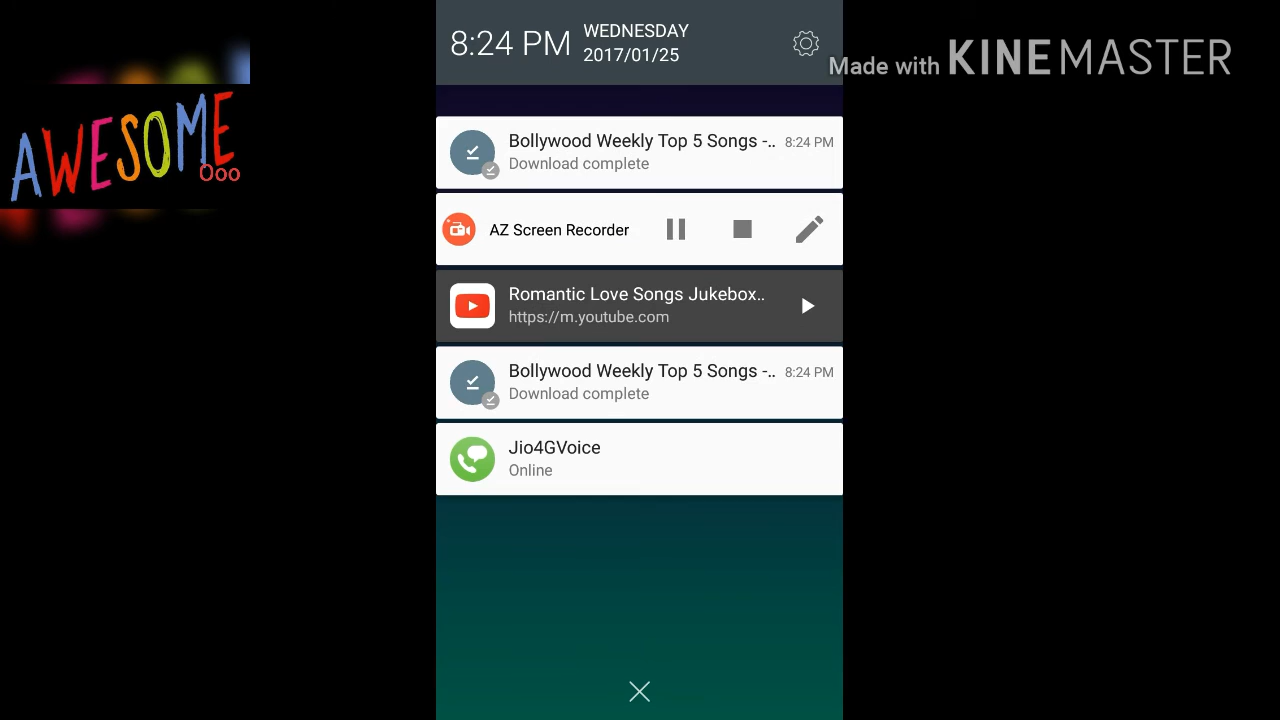 AWESOME
Ooo
8:24 PM
WEDNESDAY
2017/01/25
Made with KINEMASTER
Bollywood Weekly Top 5 Songs -.. 8:24 PM
Download complete
AZ Screen Recorder
Romantic Love Songs Jukebox..
https://m.youtube.com
Bollywood Weekly Top 5 Songs -.. 8:24 PM
Download complete
Jio4GVoice
Online